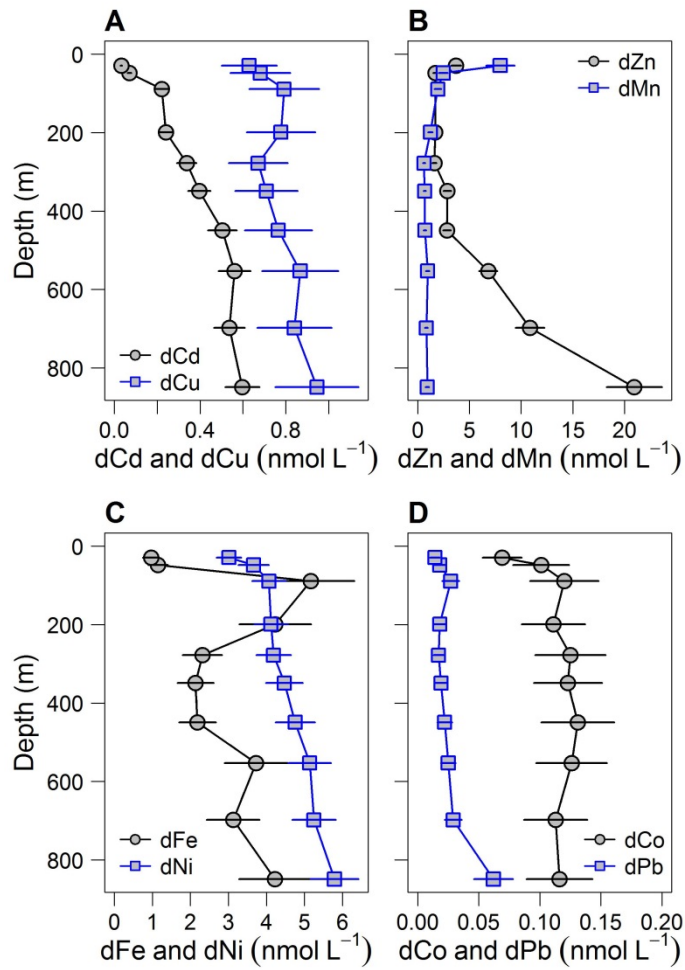 A
B
0
200
400
600
800
Depth (m)
dCd
dCu
dZn
dMn
0.0 0.4 0.8
0 5 10 15 20
dCd and dCu (nmol L⁻¹)
dZn and dMn (nmol L⁻¹)
C
D
0
200
400
600
800
Depth (m)
dFe
dNi
dCo
dPb
0 1 2 3 4 5 6
0.00 0.05 0.10 0.15 0.20
dFe and dNi (nmol L⁻¹)
dCo and dPb (nmol L⁻¹)